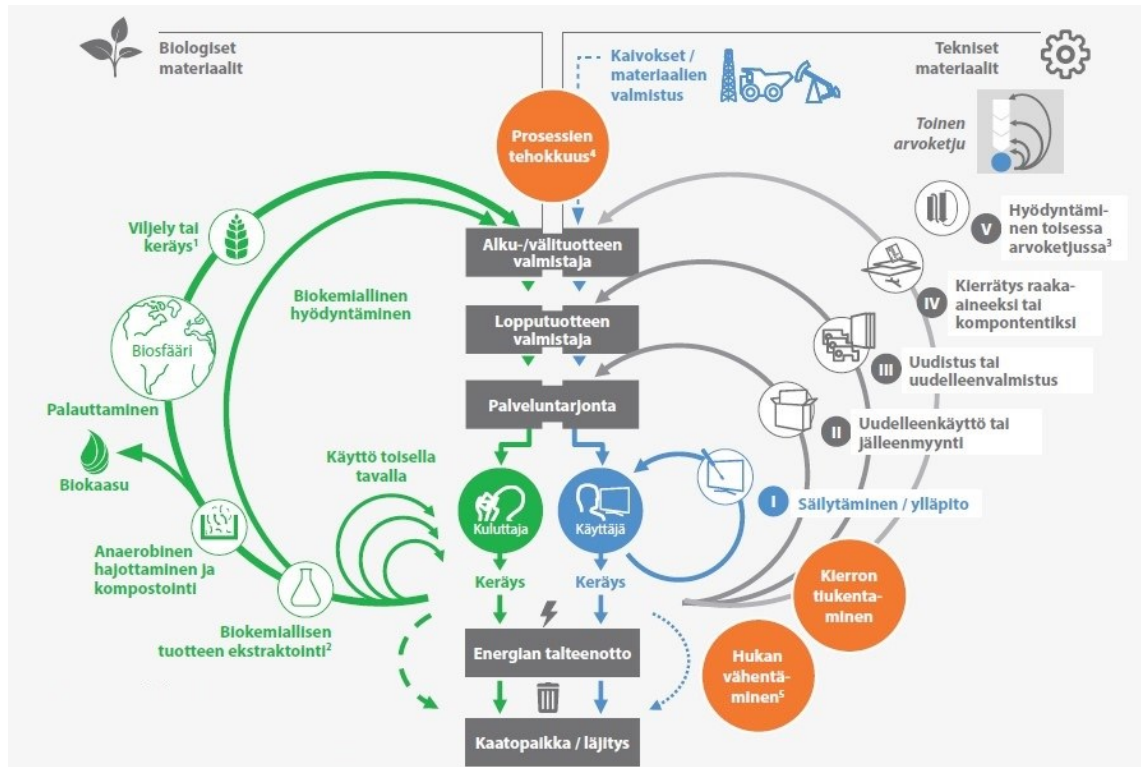 Biologiset
materiaalit
Kaivokset /
materiaalien
valmistus
Tekniset
materiaalit
Toinen
arvoketju
Prosessien
tehokkuus⁴
Viljely tai
keräys¹
V
Hyödyntämi-
nen toisessa
arvoketjussa³
Alku-/välituotteen
valmistaja
Biokemiallinen
hyödyntäminen
IV
Kierrätys raaka-
aineeksi tai
kompontentiksi
Lopputuotteen
valmistaja
Biosfääri
III
Uudistus tai
uudelleenvalmistus
Palauttaminen
Palveluntarjonta
II
Uudelleenkäyttö tai
jälleenmyynti
Biokaasu
Käyttö toisella
tavalla
Kuluttaja
Käyttäjä
I
Säilytäminen / ylläpito
Anaerobinen
hajottaminen ja
kompostointi
Keräys
Keräys
Kierron
tiukenta-
minen
Biokemiallisen
tuotteen ekstraktointi²
Energian talteenotto
Hukan
vähentä-
minen⁵
Kaatopaikka / läjitys